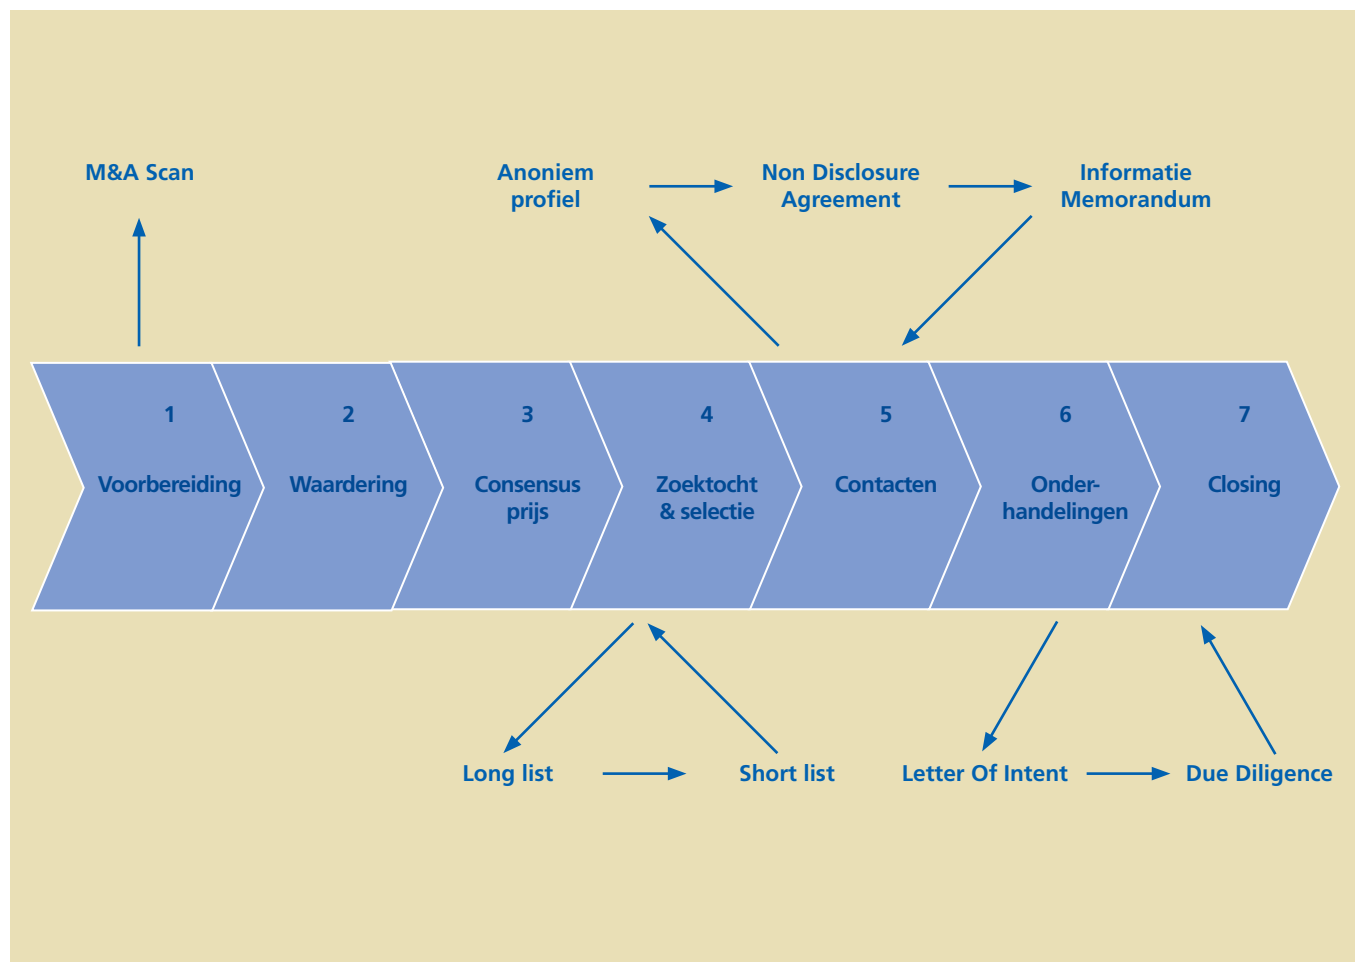 M&A Scan
Anoniem
profiel
Non Disclosure
Agreement
Informatie
Memorandum
1
Voorbereiding
2
Waardering
3
Consensus
prijs
4
Zoektocht
& selectie
5
Contacten
6
Onder-
handelingen
7
Closing
Long list
Short list
Letter Of Intent
Due Diligence